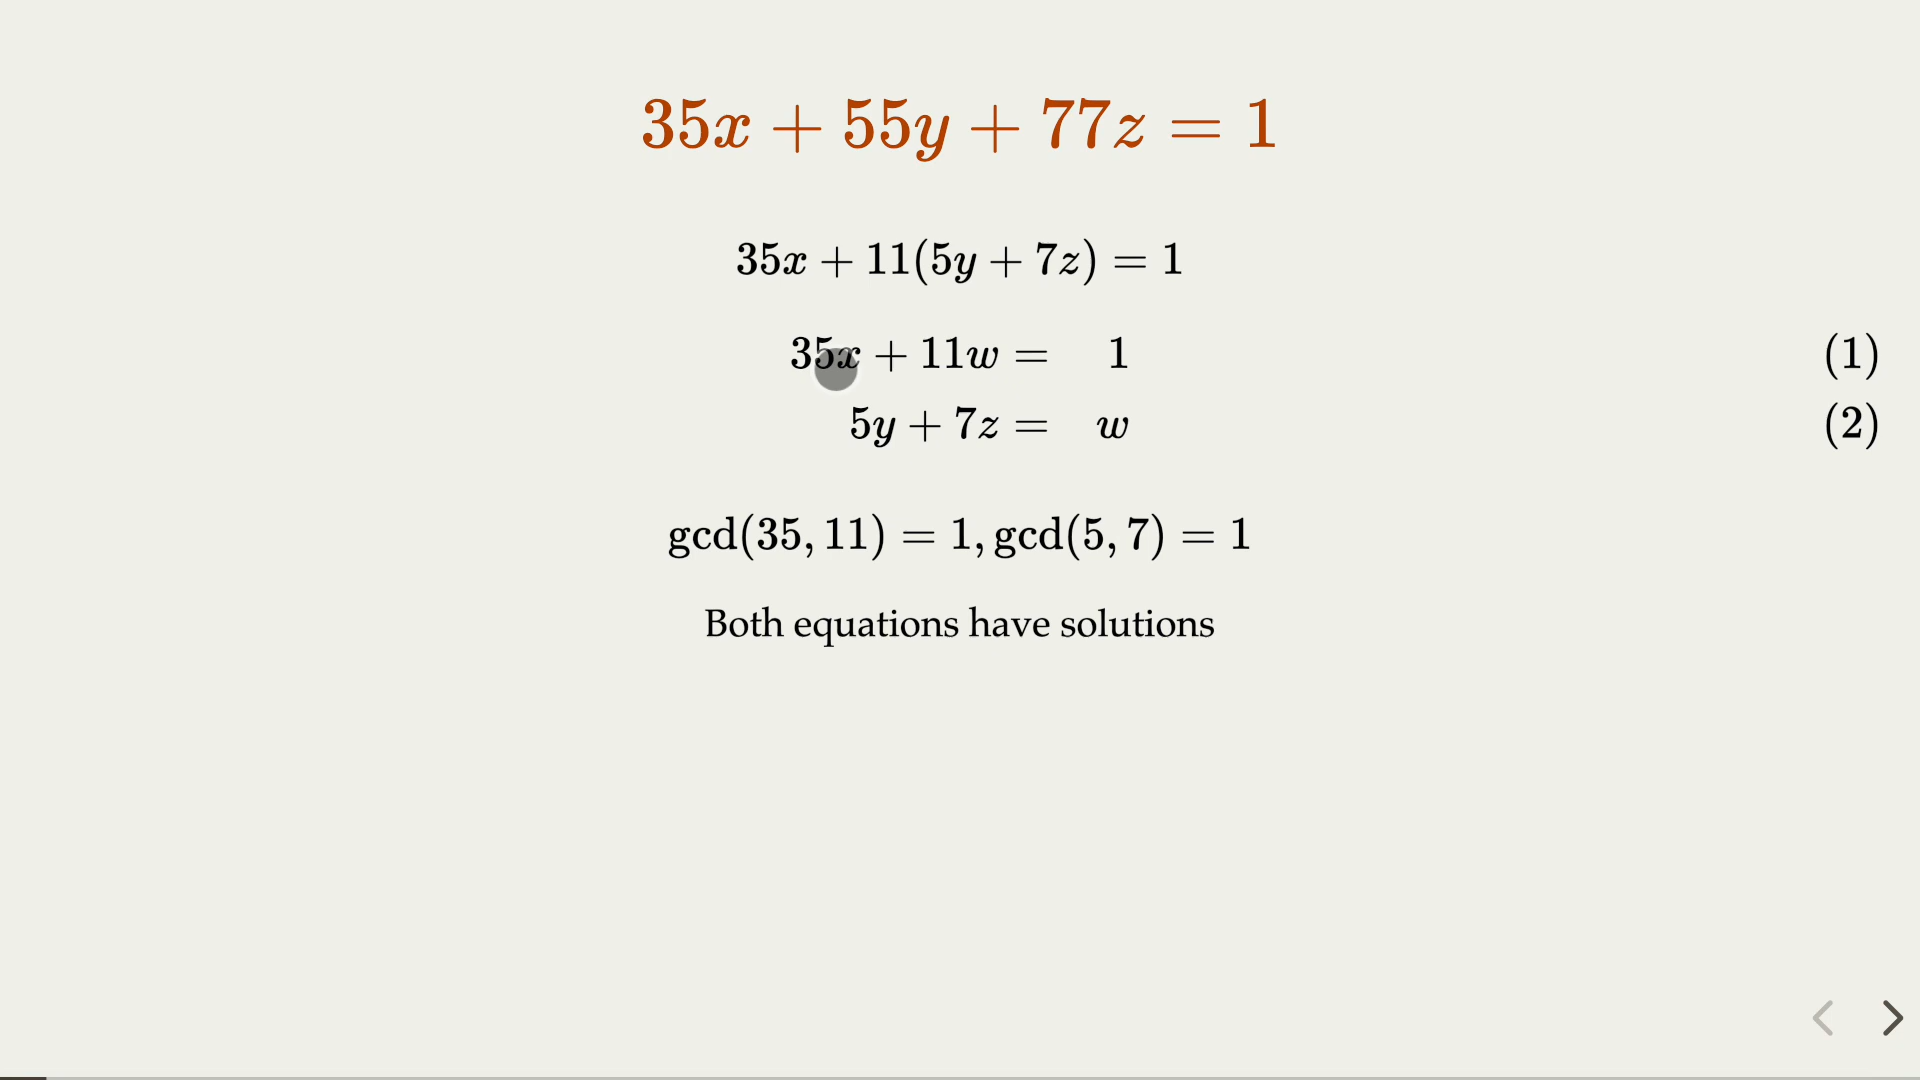 35x + 55y + 77z = 1
35x + 11(5y + 7z) = 1
35x + 11w = 1 (1)
5y + 7z = w (2)
gcd(35, 11) = 1, gcd(5, 7) = 1
Both equations have solutions